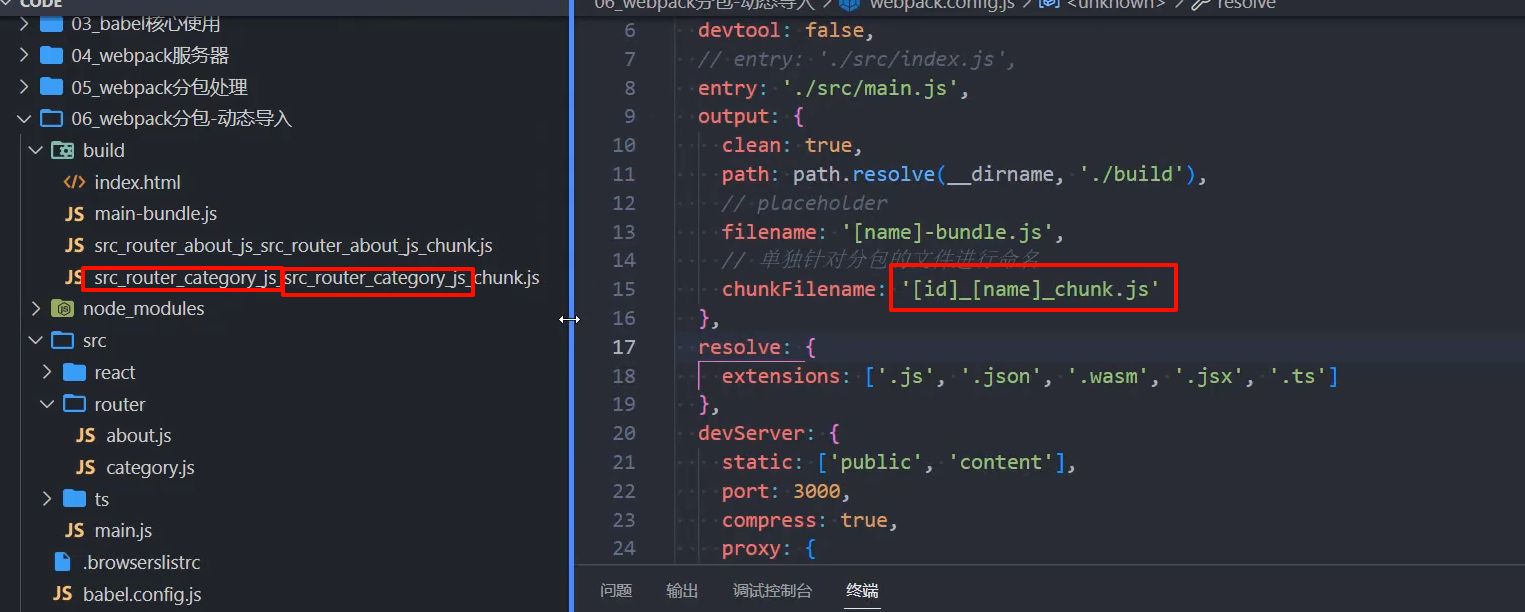 CODE
03_babel核心使用
04_webpack服务器
05_webpack分包处理
06_webpack分包-动态导入
build
index.html
main-bundle.js
src_router_about_js_src_router_about_js_chunk.js
src_router_category_js_src_router_category_js_chunk.js
node_modules
src
react
router
about.js
category.js
ts
main.js
.browserslistrc
babel.config.js
06_webpack分包-动态导入 > webpack.config.js > <unknown> > resolve
6 devtool: false,
7 // entry: './src/index.js',
8 entry: './src/main.js',
9 output: {
10 clean: true,
11 path: path.resolve(__dirname, './build'),
12 // placeholder
13 filename: '[name]-bundle.js',
14 // 单独针对分包的文件进行命名
15 chunkFilename: '[id]_[name]_chunk.js'
16 },
17 resolve: {
18 extensions: ['.js', '.json', '.wasm', '.jsx', '.ts']
19 },
20 devServer: {
21 static: ['public', 'content'],
22 port: 3000,
23 compress: true,
24 proxy: {
问题 输出 调试控制台 终端